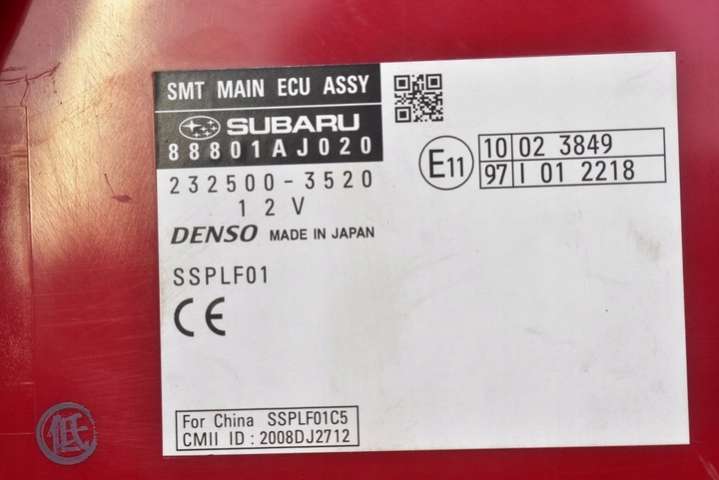 SMT MAIN ECU ASSY
SUBARU
88801AJ020
232500-3520
12V
DENSO MADE IN JAPAN
SSPLF01
CE
E11
10 02 3849
97 I 01 2218
For China SSPLF01C5
CMII ID : 2008DJ2712
低